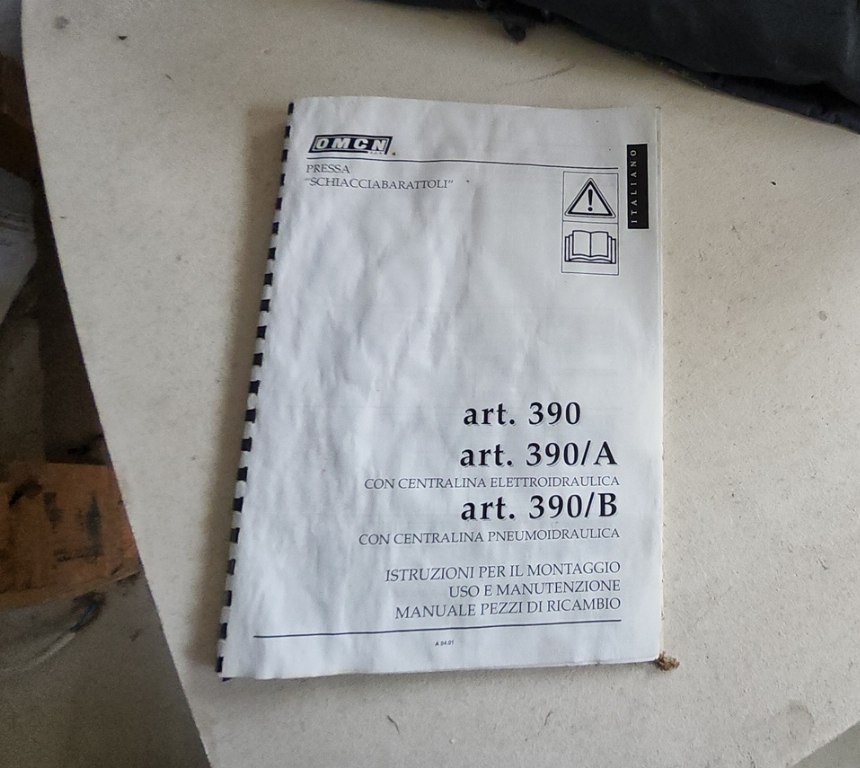 OMCN
PRESSA
"SCHIACCIABARATTOLI"
ITALIANO
art. 390
art. 390/A
CON CENTRALINA ELETTROIDRAULICA
art. 390/B
CON CENTRALINA PNEUMOIDRAULICA
ISTRUZIONI PER IL MONTAGGIO
USO E MANUTENZIONE
MANUALE PEZZI DI RICAMBIO